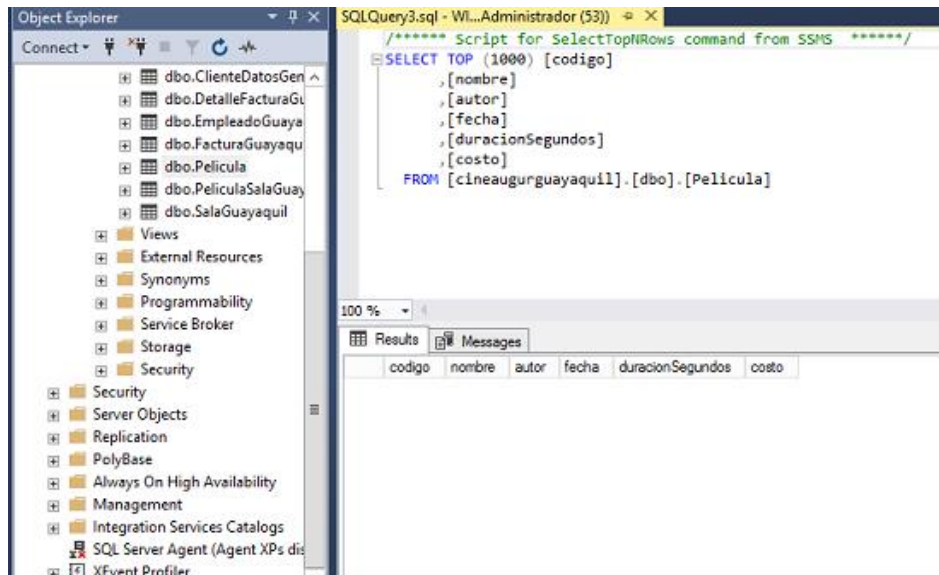 Object Explorer
Connect
dbo.ClienteDatosGen
dbo.DetalleFacturaGu
dbo.EmpleadoGuaya
dbo.FacturaGuayaqu
dbo.Pelicula
dbo.PeliculaSalaGuay
dbo.SalaGuayaquil
Views
External Resources
Synonyms
Programmability
Service Broker
Storage
Security
Security
Server Objects
Replication
PolyBase
Always On High Availability
Management
Integration Services Catalogs
SQL Server Agent (Agent XPs dis
XEvent Profiler
SQLQuery3.sql - WI...Administrador (53))
/****** Script for SelectTopNRows command from SSMS ******/
SELECT TOP (1000) [codigo]
,[nombre]
,[autor]
,[fecha]
,[duracionSegundos]
,[costo]
FROM [cineaugurguayaquil].[dbo].[Pelicula]
100 %
Results Messages
codigo nombre autor fecha duracionSegundos costo